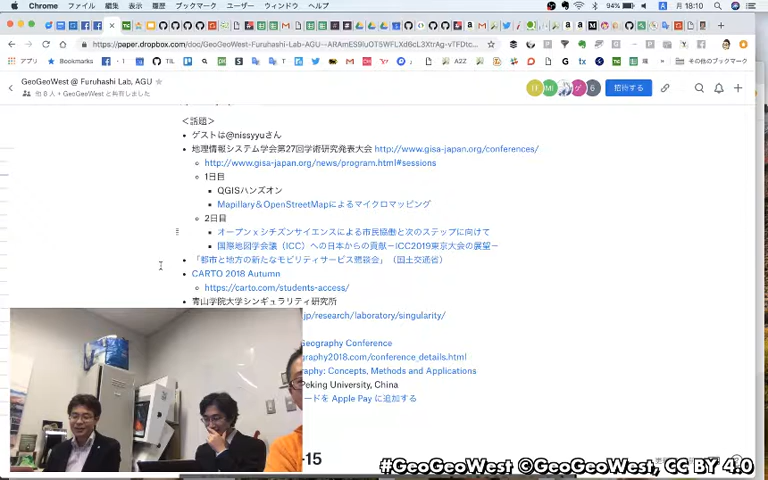 Chrome ファイル 編集 表示 履歴 ブックマーク ユーザー ウィンドウ ヘルプ 94% 月 18:10
https://paper.dropbox.com/doc/GeoGeoWest-Furuhashi-Lab-AGU
アプリ Bookmarks TIL AZZ その他のブックマーク
GeoGeoWest @ Furuhashi Lab, AGU
他 8 人 • GeoGeoWest と共有しました
6 招待する
＜話題＞
ゲストは@nissyyuさん
地理情報システム学会第27回学術研究発表大会 http://www.gisa-japan.org/conferences/
http://www.gisa-japan.org/news/program.html#sessions
1日目
QGISハンズオン
Mapillary＆OpenStreetMapによるマイクロマッピング
2日目
オープン x シチズンサイエンスによる市民協働と次のステップに向けて
国際地図学会議（ICC）への日本からの貢献－ICC2019東京大会の展望－
「都市と地方の新たなモビリティサービス懇談会」（国土交通省）
CARTO 2018 Autumn
https://carto.com/students-access/
青山学院大学シンギュラリティ研究所
jp/research/laboratory/singularity/
Geography Conference
graphy2018.com/conference_details.html
raphy: Concepts, Methods and Applications
Peking University, China
ードを Apple Pay に追加する
-15
#GeoGeoWest ©GeoGeoWest, CC BY 4.0